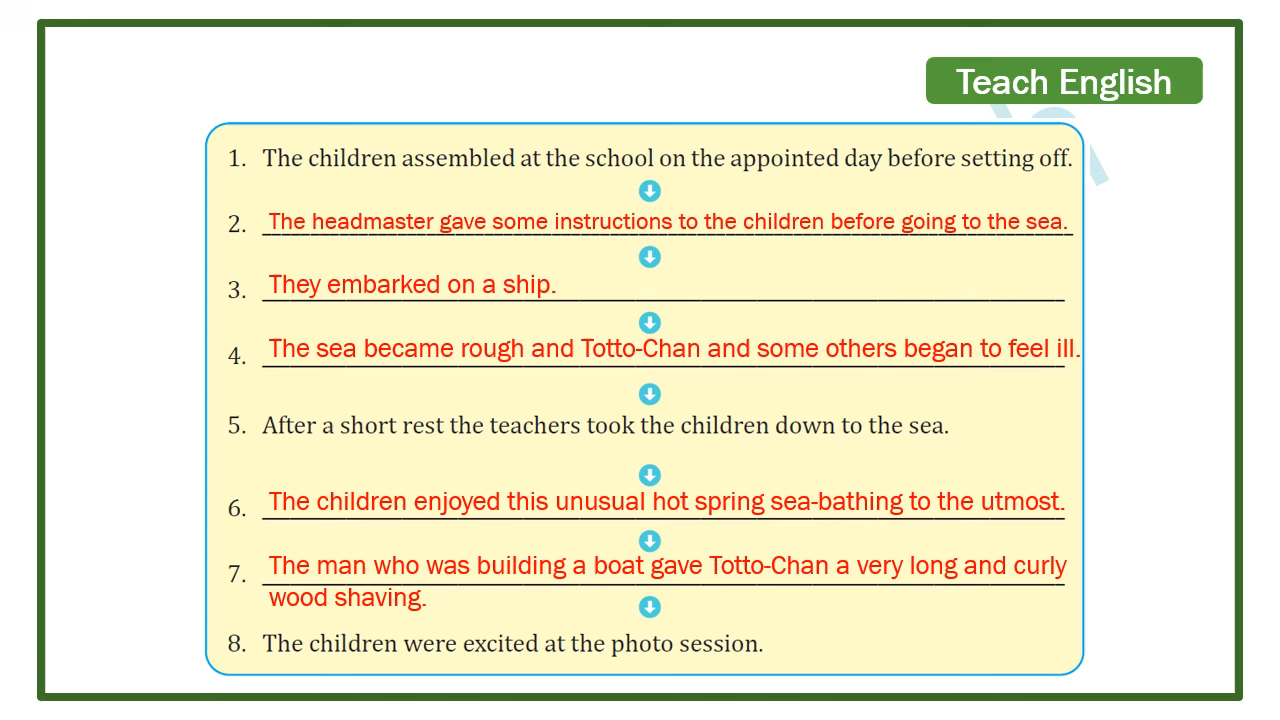 Teach English
1. The children assembled at the school on the appointed day before setting off.
2. The headmaster gave some instructions to the children before going to the sea.
3. They embarked on a ship.
4. The sea became rough and Totto-Chan and some others began to feel ill.
5. After a short rest the teachers took the children down to the sea.
6. The children enjoyed this unusual hot spring sea-bathing to the utmost.
7. The man who was building a boat gave Totto-Chan a very long and curly
wood shaving.
8. The children were excited at the photo session.